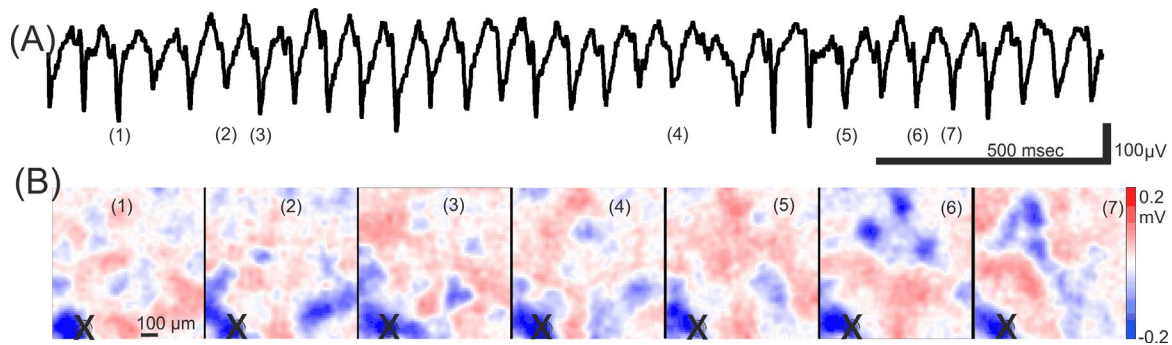 (A)
(1) (2) (3) (4) (5) (6) (7)
500 msec
100μV
(B)
(1) (2) (3) (4) (5) (6) (7)
0.2
mV
X X X X X X X
100 μm
-0.2